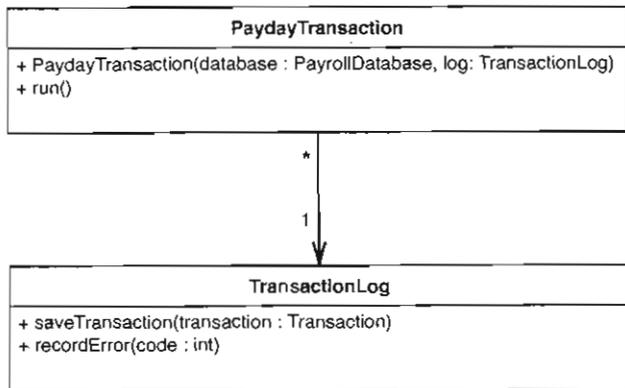 PaydayTransaction
+ PaydayTransaction(database : PayrollDatabase, log: TransactionLog)
+ run()
*
1
TransactionLog
+ saveTransaction(transaction : Transaction)
+ recordError(code : int)